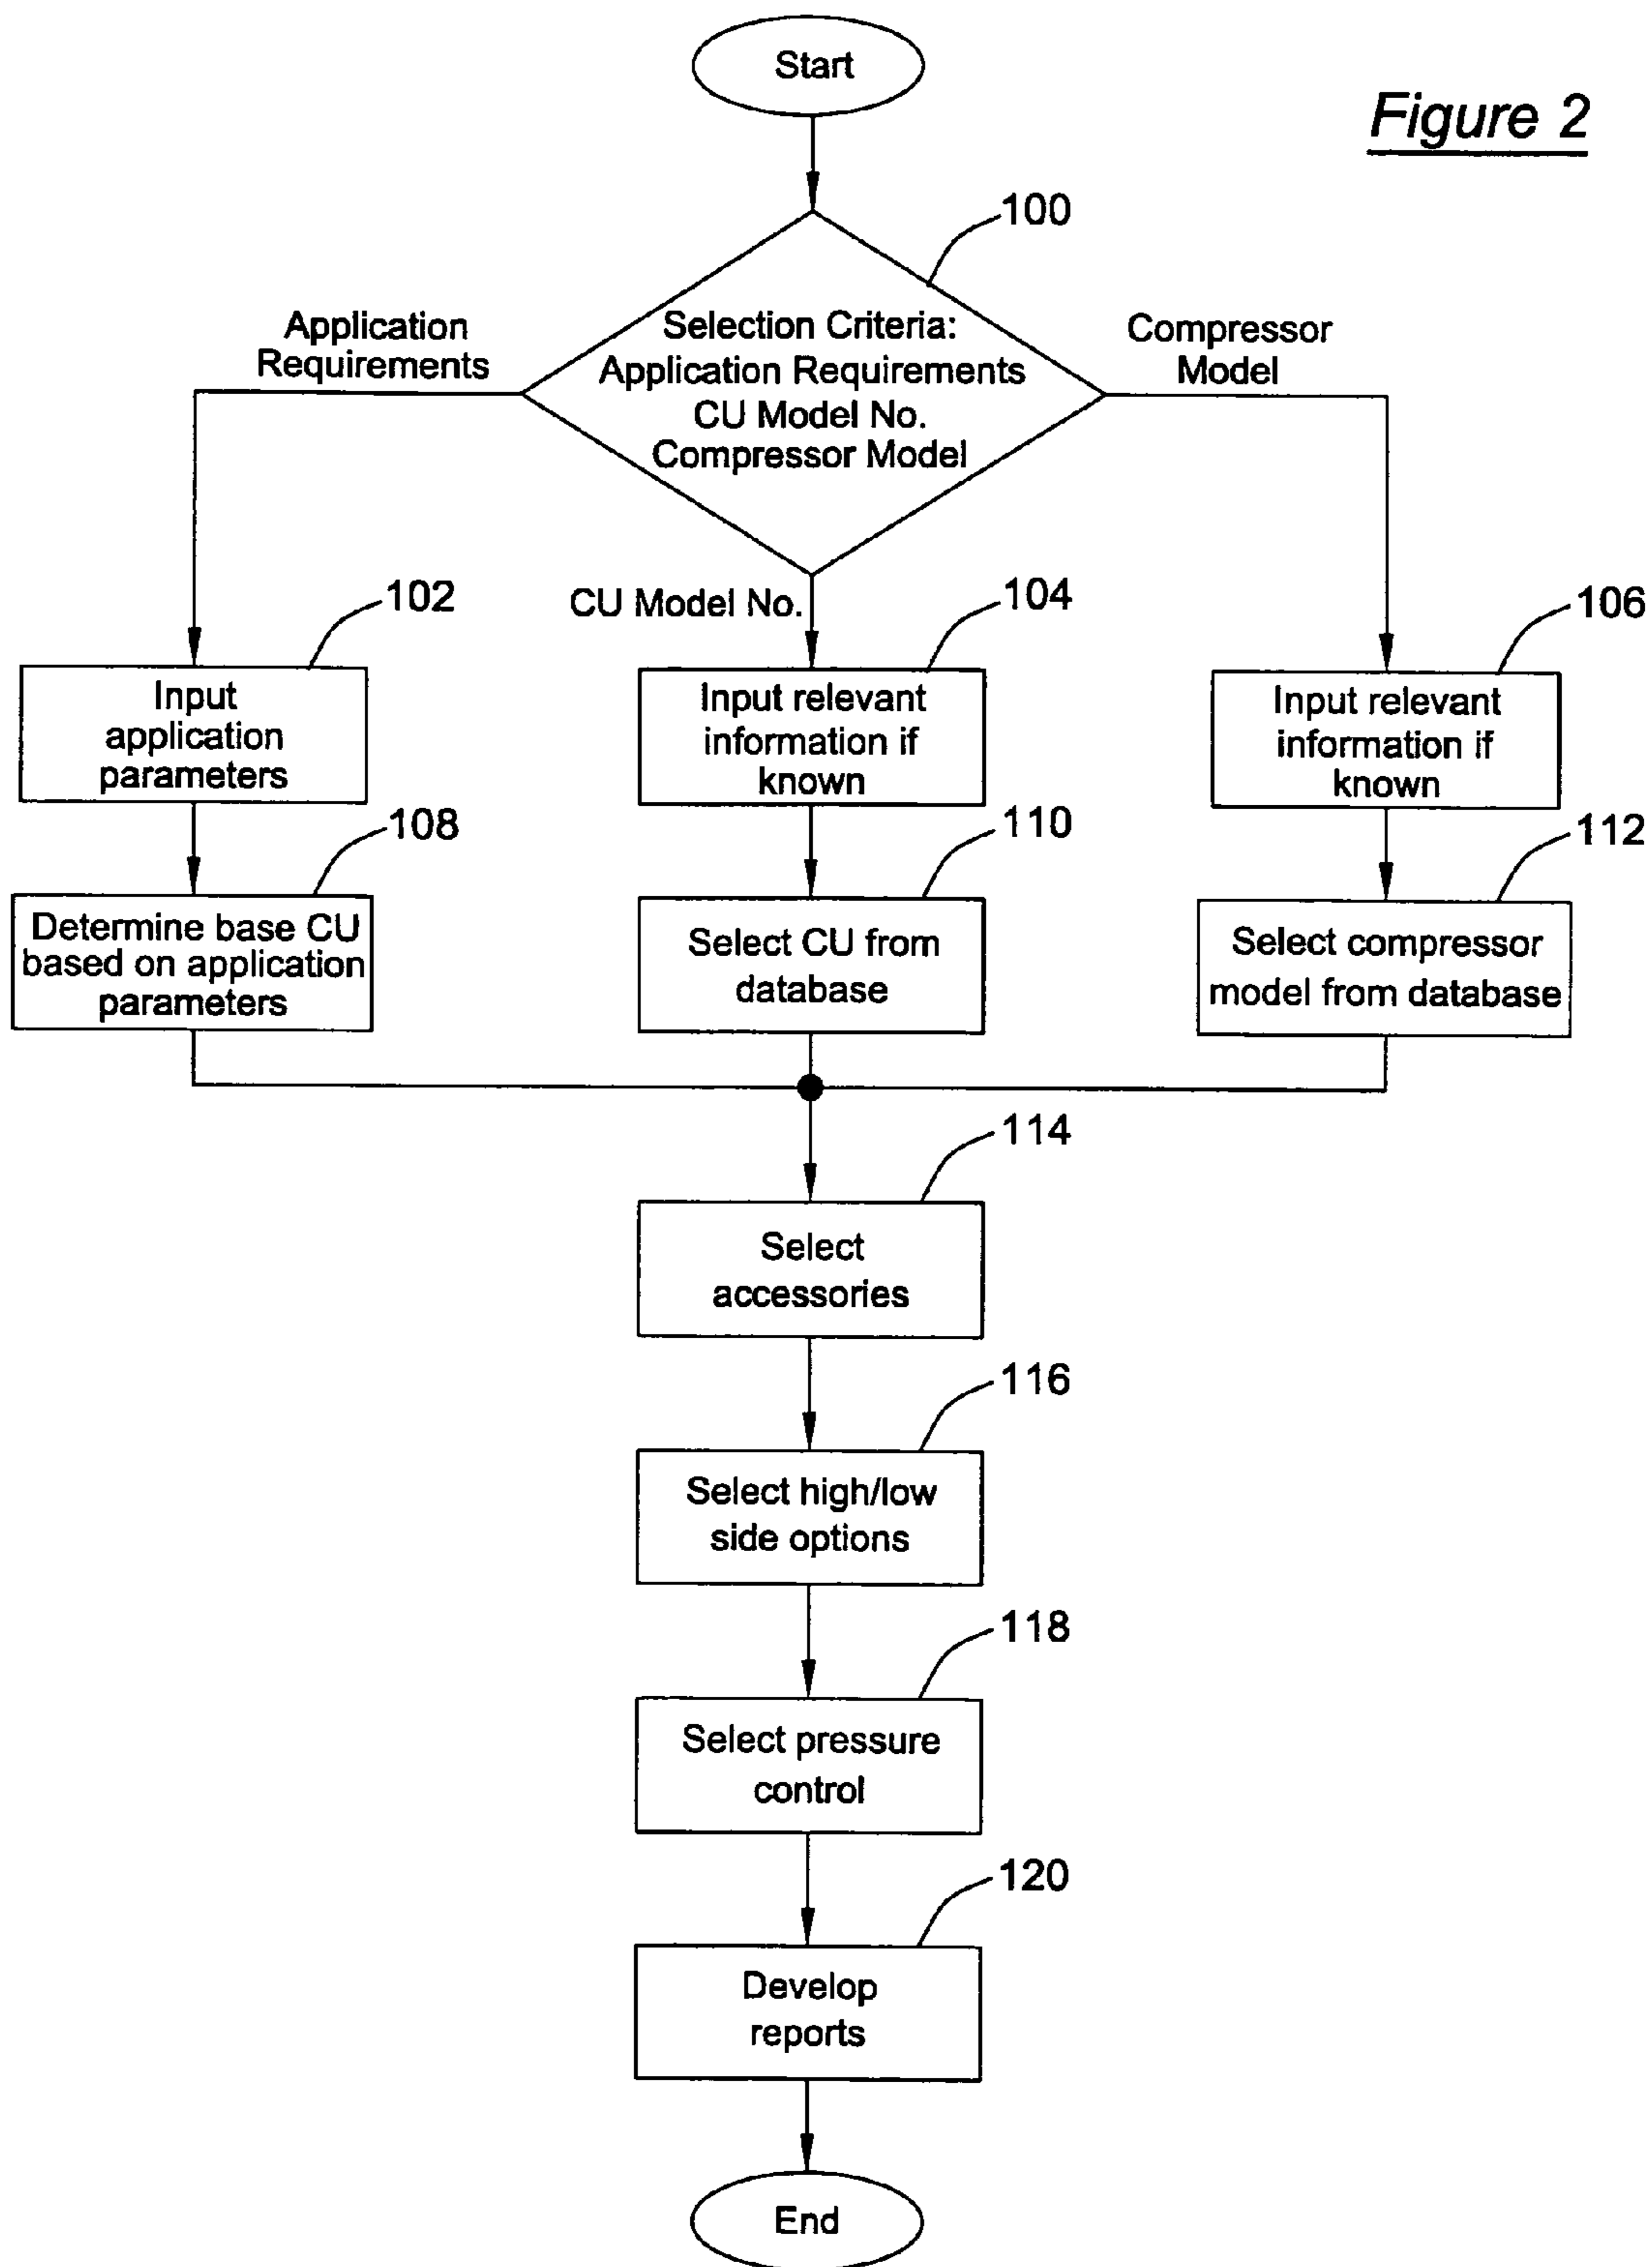 Start
Figure 2
100
Application
Requirements
Selection Criteria:
Application Requirements
CU Model No.
Compressor Model
Compressor
Model
CU Model No.
102
104
106
Input
application
parameters
Input relevant
information if
known
Input relevant
information if
known
108
110
112
Determine base CU
based on application
parameters
Select CU from
database
Select compressor
model from database
114
Select
accessories
116
Select high/low
side options
118
Select pressure
control
120
Develop
reports
End